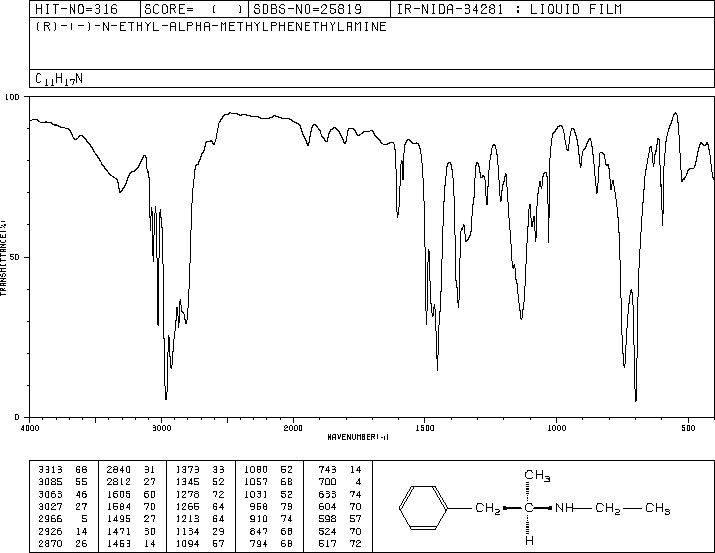 HIT-NO=316 SCORE= ( ) SDBS-NO=25819 IR-NIDA-34281 : LIQUID FILM
(R)-(-)-N-ETHYL-ALPHA-METHYLPHENETHYLAMINE
C11H17N
100
50
0
TRANSMITTANCE(%)
4000 3000 2000 1500 1000 500
WAVENUMBER(-1)
3313 68 2840 31 1373 33 1080 52 743 14
3085 55 2812 27 1345 52 1057 68 700 4
3063 46 1605 60 1278 72 1031 52 633 74
3027 27 1584 70 1266 64 958 79 604 70
2966 5 1495 27 1213 64 910 74 598 57
2926 14 1471 30 1134 29 847 68 524 70
2870 26 1453 14 1094 57 794 68 517 72
CH3
CH2 C NH CH2 CH3
H